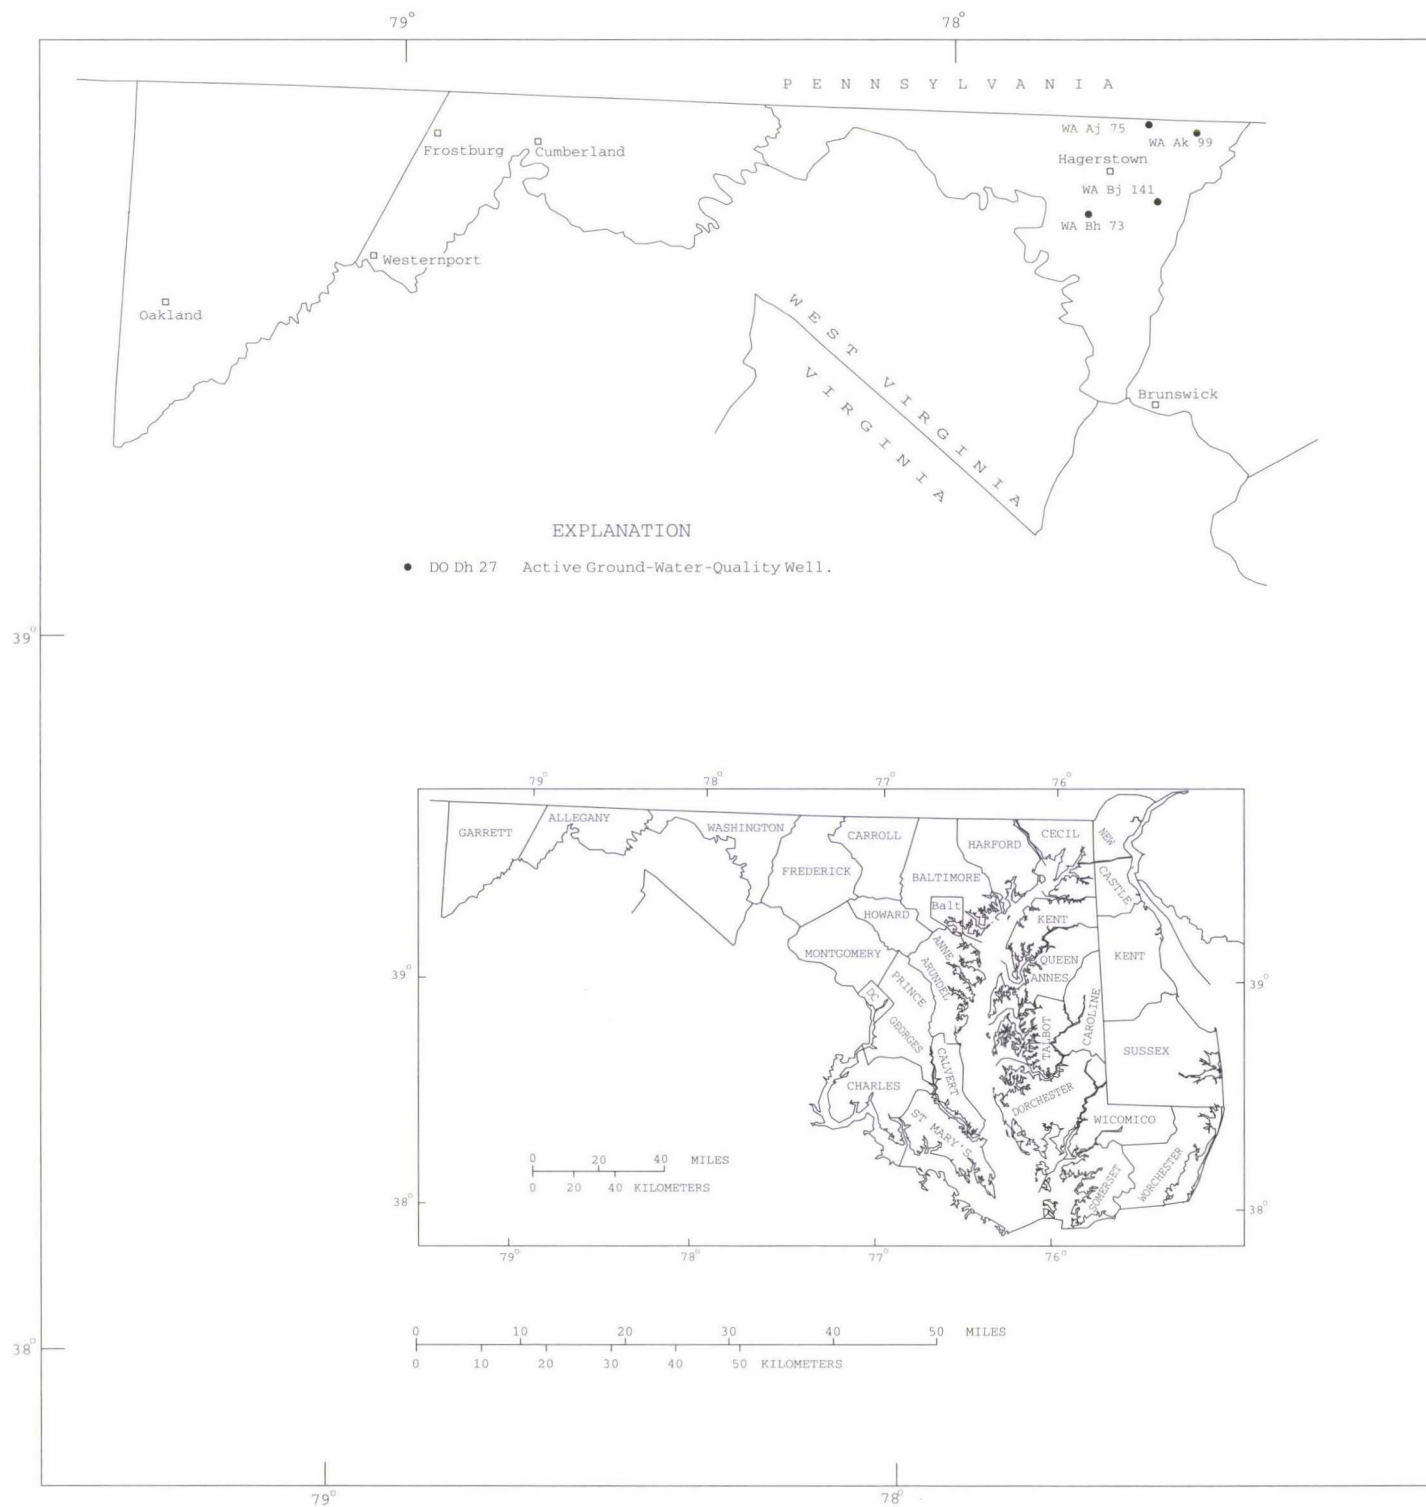 79° 78°
P E N N S Y L V A N I A
WA Aj 75
WA Ak 99
Frostburg
Cumberland
Hagerstown
WA Bj 141
WA Bh 73
Westernport
Oakland
WEST VIRGINIA
VIRGINIA
Brunswick
EXPLANATION
DO Dh 27 Active Ground-Water-Quality Well.
39°
79° 78° 77° 76°
GARRETT
ALLEGANY
WASHINGTON
FREDERICK
CARROLL
BALTIMORE
HARFORD
CECIL
NEW
CASTLE
Balt
HOWARD
KENT
MONTGOMERY
ANNE
ARUNDEL
QUEEN
ANNES
KENT
39° 39°
DC
PRINCE
GEORGES
CAROLINE
TALBOT
SUSSEX
CALVERT
CHARLES
DORCHESTER
ST MARY'S
WICOMICO
SOMERSET
WORCHESTER
0 20 40 MILES
0 20 40 KILOMETERS
38° 38°
79° 78° 77° 76°
0 10 20 30 40 50 MILES
0 10 20 30 40 50 KILOMETERS
38°
79° 78°